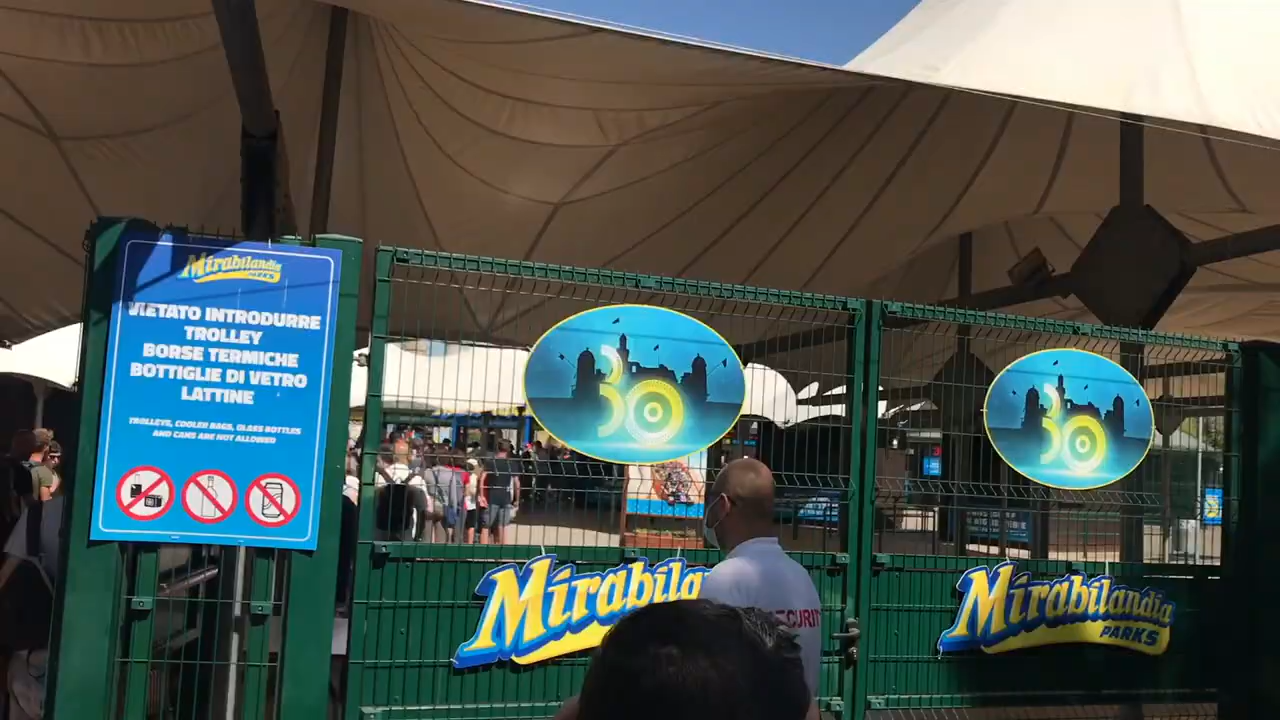 Mirabilandia
PARKS
VIETATO INTRODURRE
TROLLEY
BORSE TERMICHE
BOTTIGLIE DI VETRO
LATTINE
TROLLEYS, COOLER BAGS, GLASS BOTTLES
AND CANS ARE NOT ALLOWED
30
30
Mirabilandia
SECURITY
Mirabilandia
PARKS